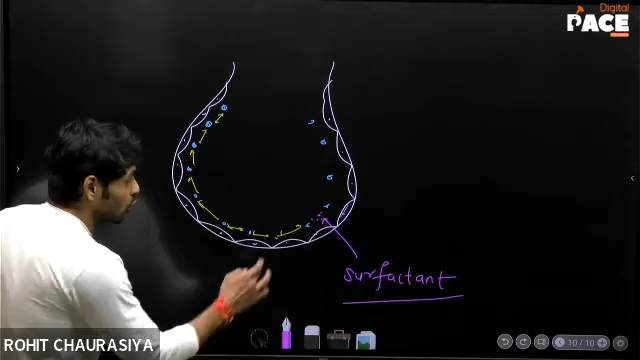 Digital
PACE
surfactant
ROHIT CHAURASIYA
10/10